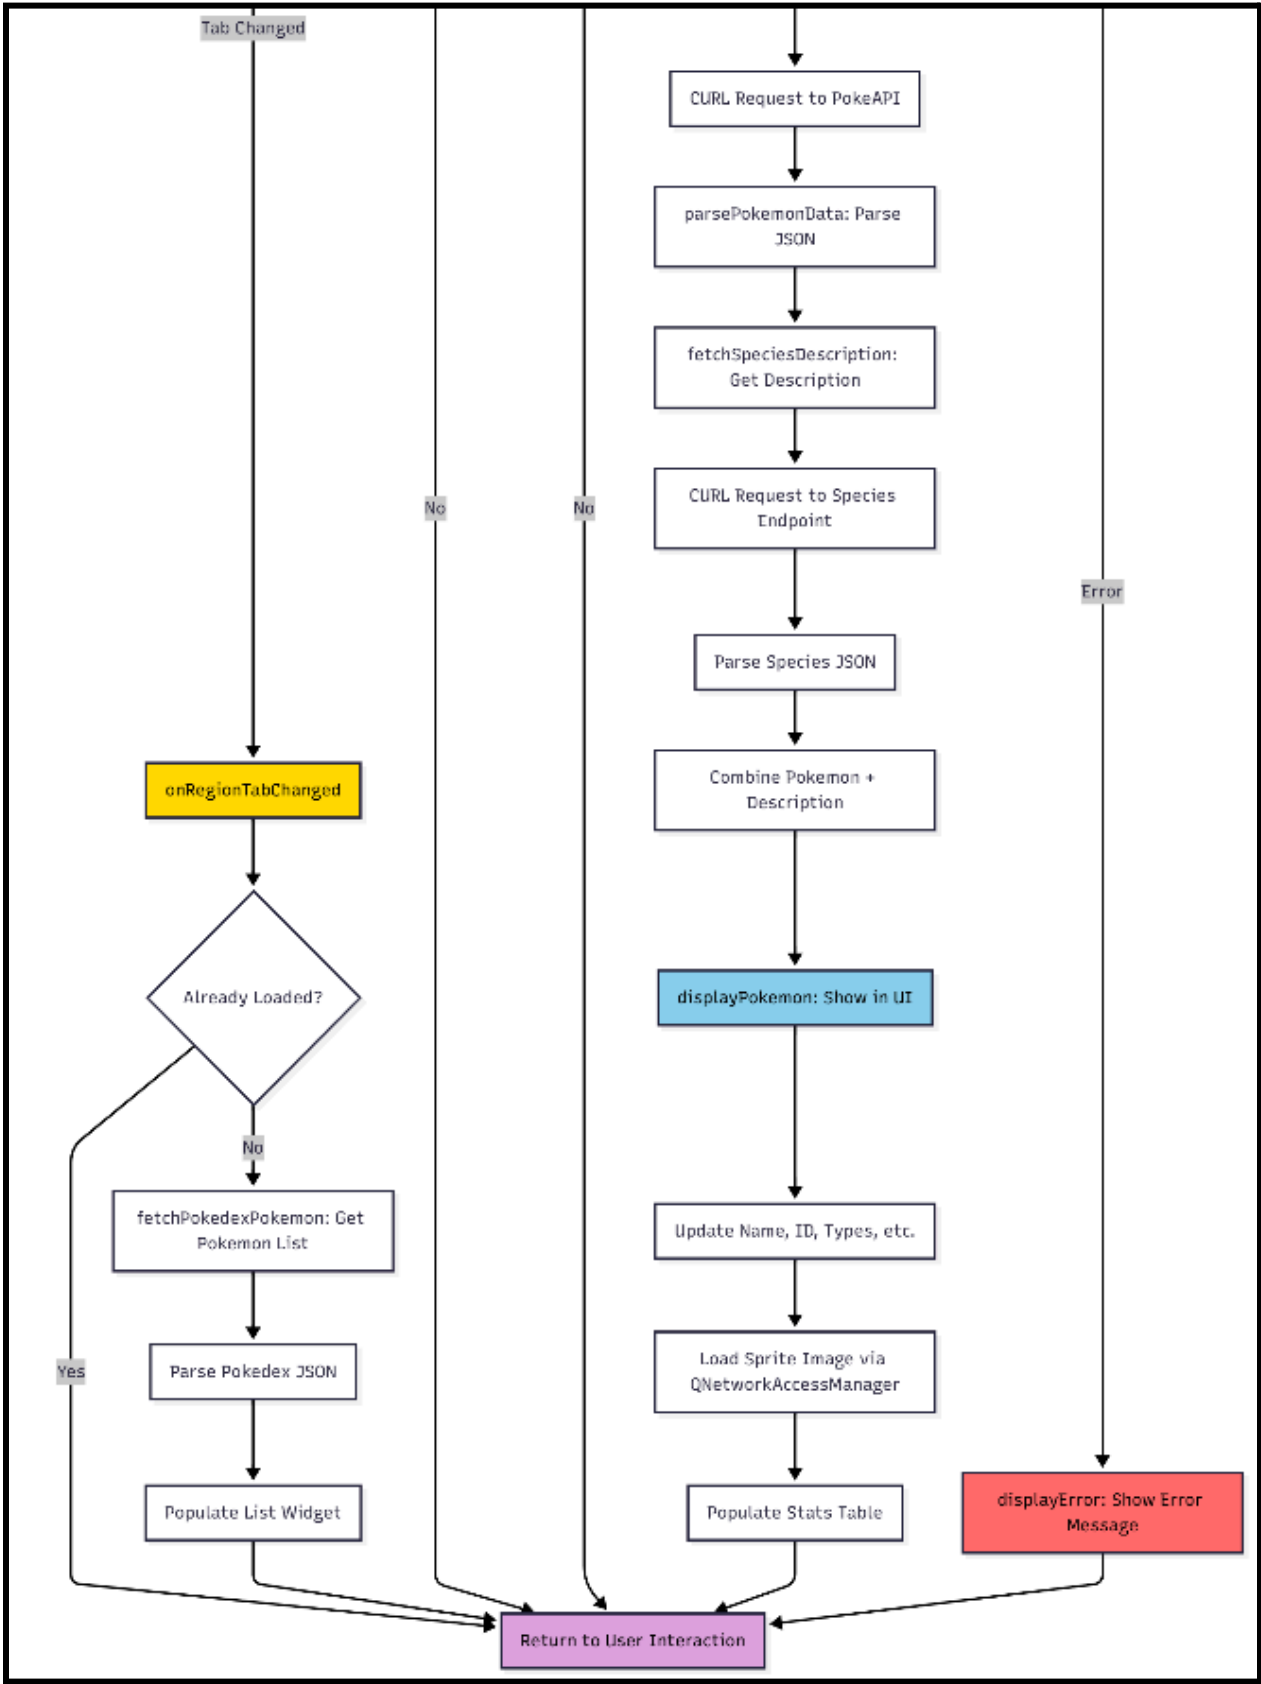 Tab Changed
CURL Request to PokeAPI
parsePokemonData: Parse
JSON
fetchSpeciesDescription:
Get Description
CURL Request to Species
Endpoint
No
No
Error
Parse Species JSON
onRegionTabChanged
Combine Pokemon +
Description
Already Loaded?
displayPokemon: Show in UI
No
fetchPokedexPokemon: Get
Pokemon List
Update Name, ID, Types, etc.
Yes
Parse Pokedex JSON
Load Sprite Image via
QNetworkAccessManager
Populate List Widget
Populate Stats Table
displayError: Show Error
Message
Return to User Interaction